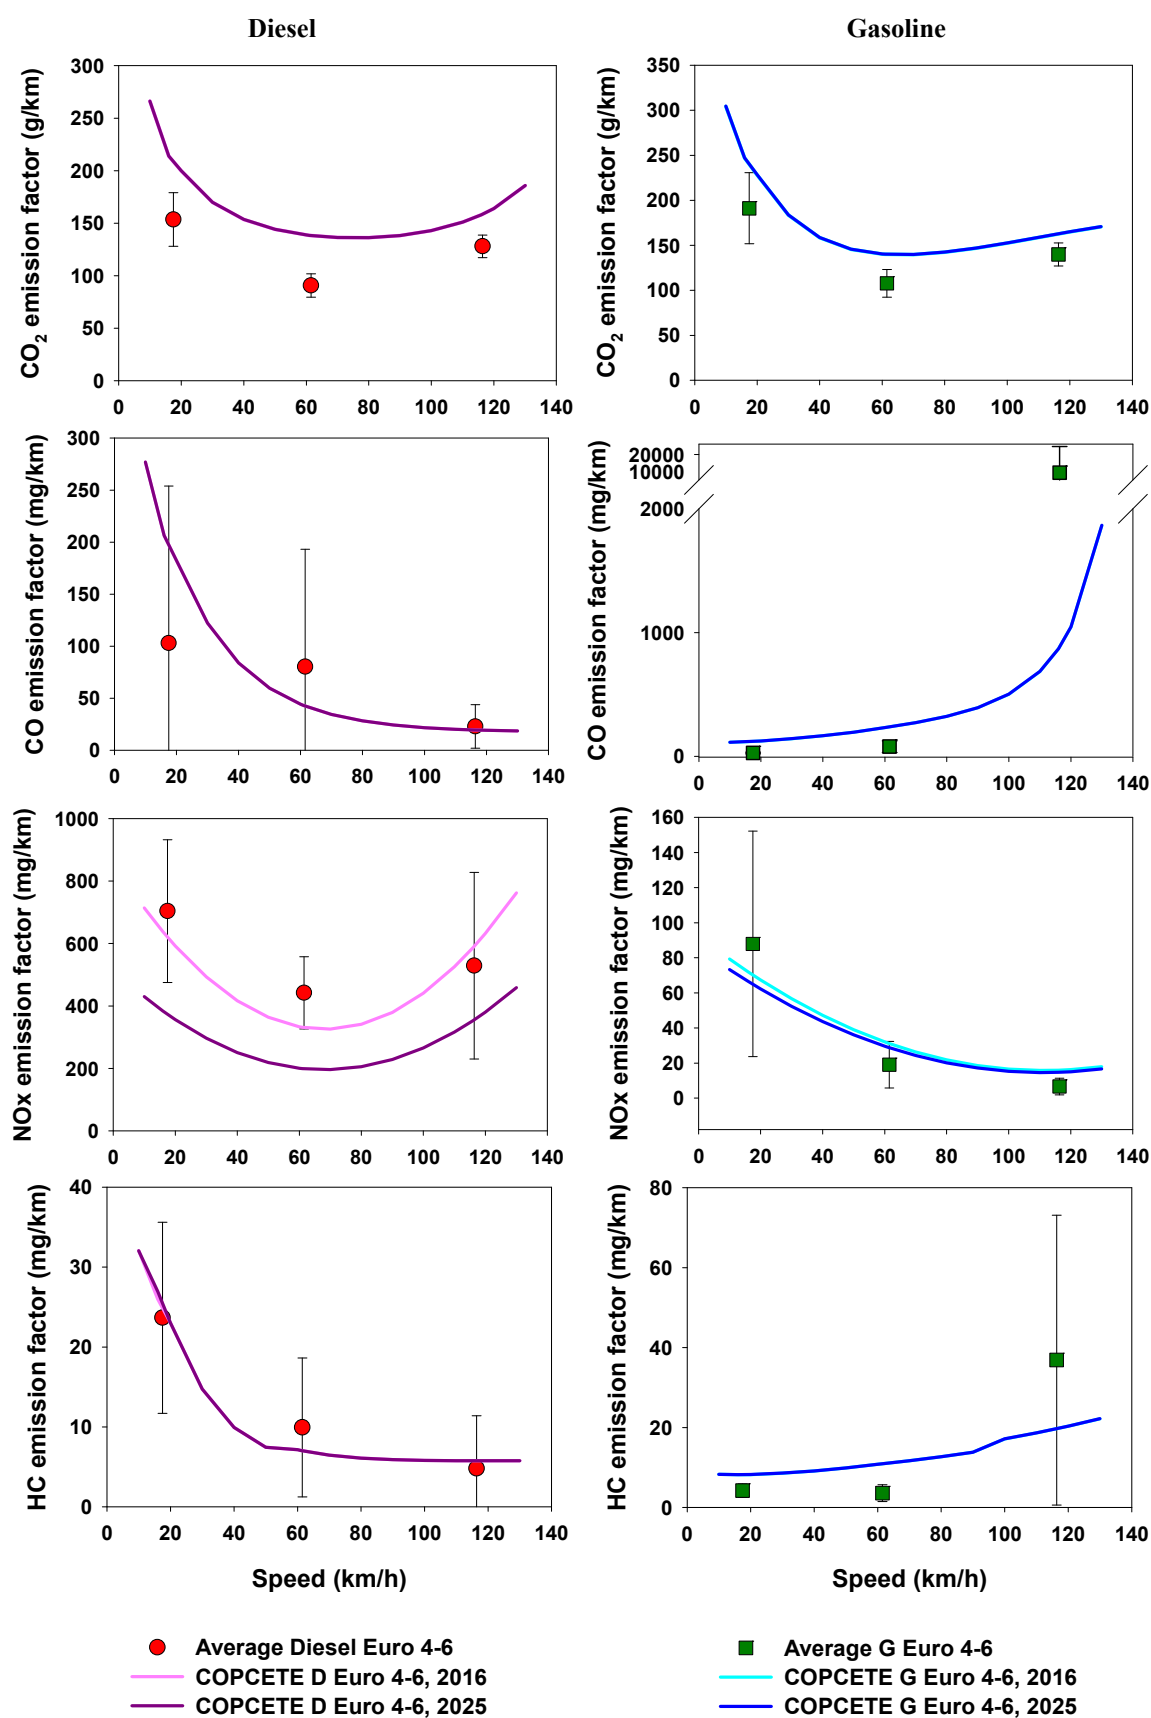 Diesel
Gasoline
CO2 emission factor (g/km)
300
250
200
150
100
50
0
0 20 40 60 80 100 120 140
CO2 emission factor (g/km)
350
300
250
200
150
100
50
0
0 20 40 60 80 100 120 140
CO emission factor (mg/km)
300
250
200
150
100
50
0
0 20 40 60 80 100 120 140
CO emission factor (mg/km)
20000
10000
2000
1000
0
0 20 40 60 80 100 120 140
NOx emission factor (mg/km)
1000
800
600
400
200
0
0 20 40 60 80 100 120 140
NOx emission factor (mg/km)
160
140
120
100
80
60
40
20
0
0 20 40 60 80 100 120 140
HC emission factor (mg/km)
40
30
20
10
0
0 20 40 60 80 100 120 140
Speed (km/h)
HC emission factor (mg/km)
80
60
40
20
0
0 20 40 60 80 100 120 140
Speed (km/h)
Average Diesel Euro 4-6
COPCETE D Euro 4-6, 2016
COPCETE D Euro 4-6, 2025
Average G Euro 4-6
COPCETE G Euro 4-6, 2016
COPCETE G Euro 4-6, 2025